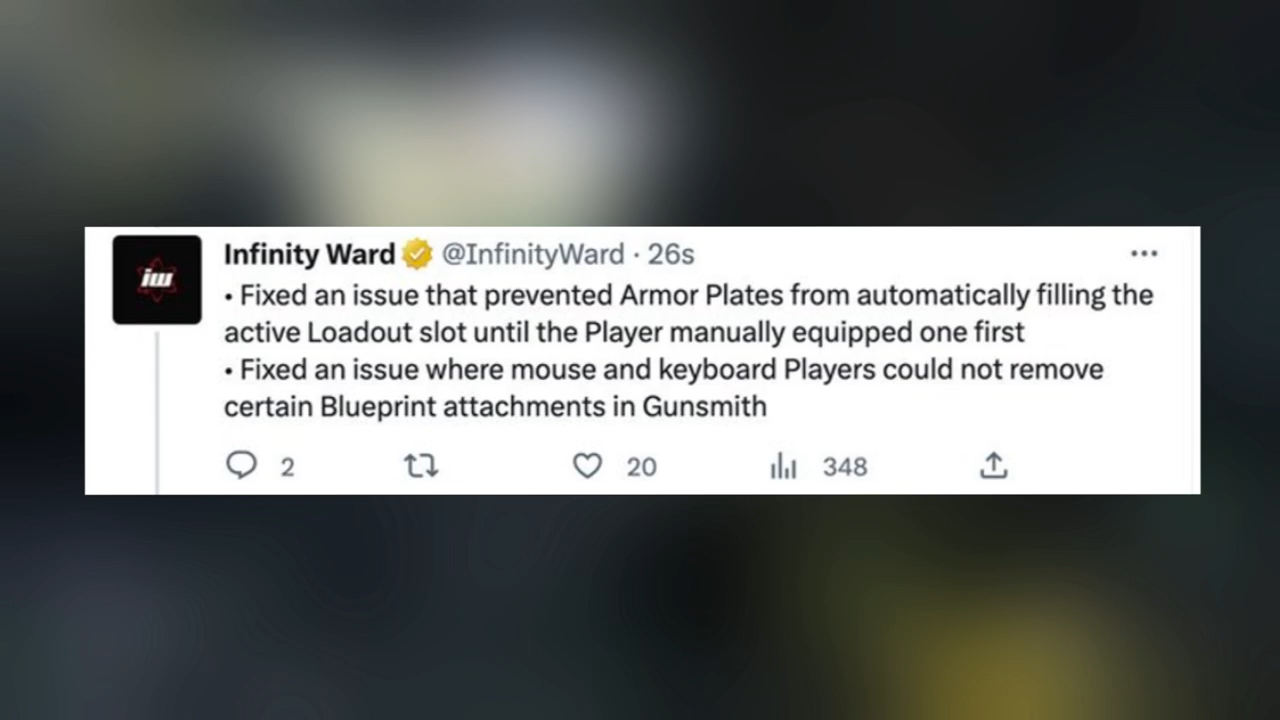 iw
Infinity Ward @InfinityWard · 26s
• Fixed an issue that prevented Armor Plates from automatically filling the
active Loadout slot until the Player manually equipped one first
• Fixed an issue where mouse and keyboard Players could not remove
certain Blueprint attachments in Gunsmith
2 20 348